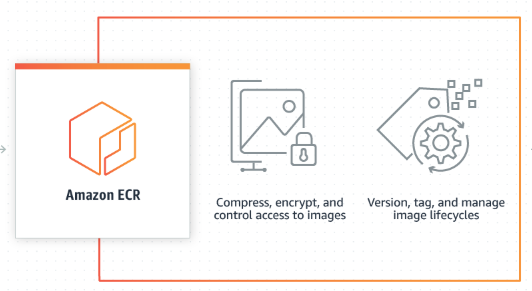 Amazon ECR
Compress, encrypt, and
control access to images
Version, tag, and manage
image lifecycles